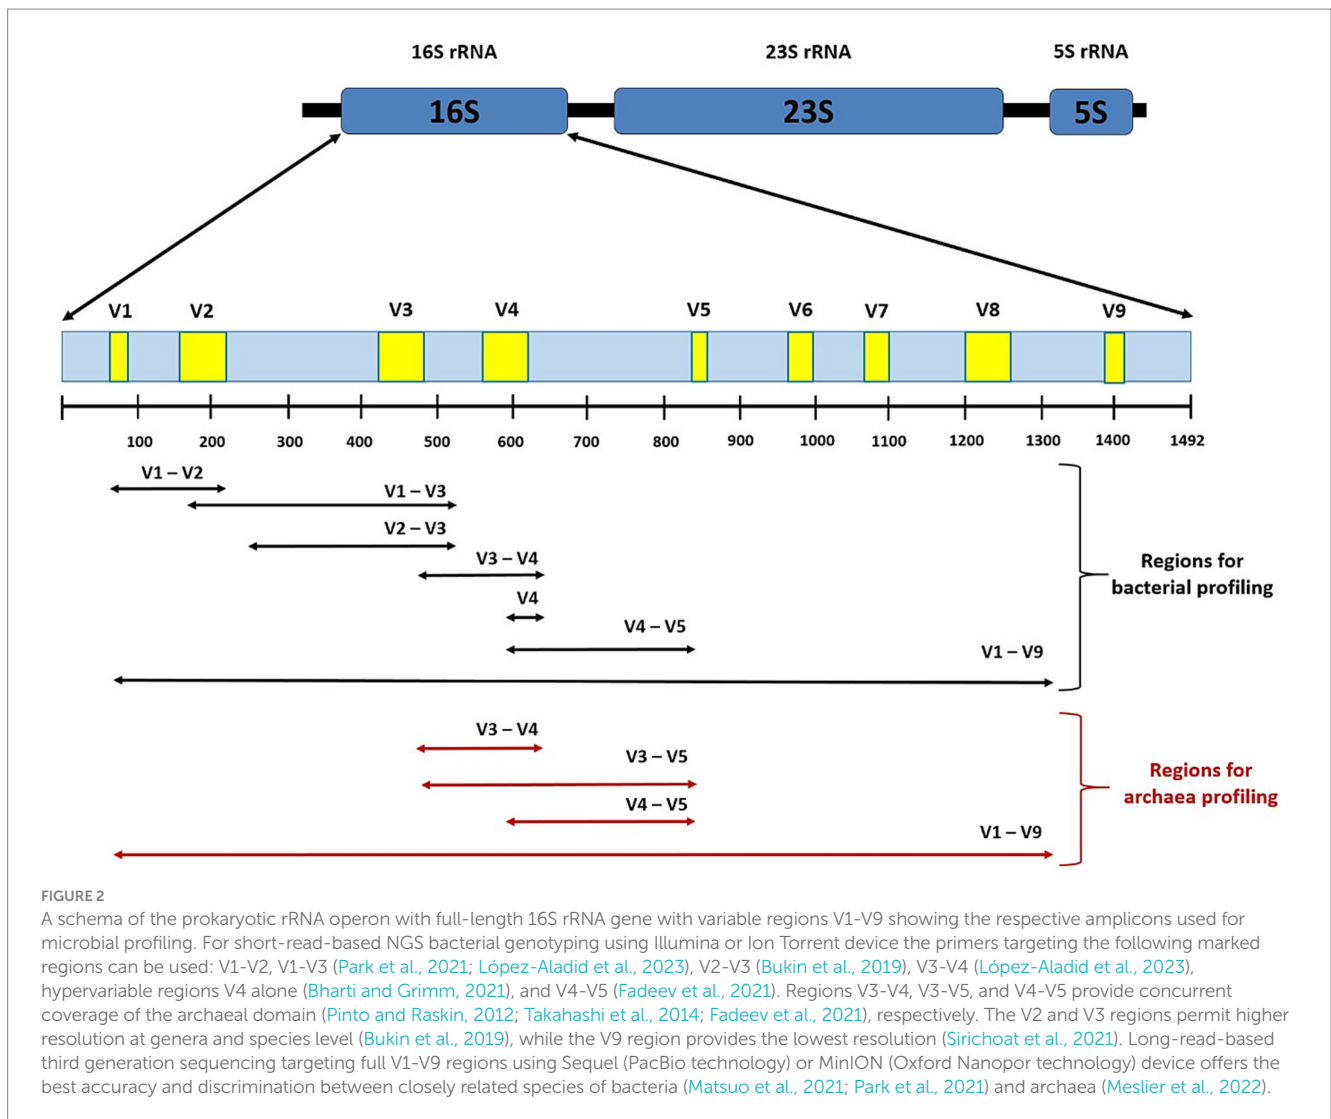 16S rRNA 23S rRNA 5S rRNA
16S 23S 5S
V1 V2 V3 V4 V5 V6 V7 V8 V9
100 200 300 400 500 600 700 800 900 1000 1100 1200 1300 1400 1492
V1 – V2
V1 – V3
V2 – V3
V3 – V4
V4
V4 – V5
V1 – V9
Regions for
bacterial profiling
V3 – V4
V3 – V5
V4 – V5
V1 – V9
Regions for
archaea profiling
FIGURE 2
A schema of the prokaryotic rRNA operon with full-length 16S rRNA gene with variable regions V1-V9 showing the respective amplicons used for
microbial profiling. For short-read-based NGS bacterial genotyping using Illumina or Ion Torrent device the primers targeting the following marked
regions can be used: V1-V2, V1-V3 (Park et al., 2021; López-Aladid et al., 2023), V2-V3 (Bukin et al., 2019), V3-V4 (López-Aladid et al., 2023),
hypervariable regions V4 alone (Bharti and Grimm, 2021), and V4-V5 (Fadeev et al., 2021). Regions V3-V4, V3-V5, and V4-V5 provide concurrent
coverage of the archaeal domain (Pinto and Raskin, 2012; Takahashi et al., 2014; Fadeev et al., 2021), respectively. The V2 and V3 regions permit higher
resolution at genera and species level (Bukin et al., 2019), while the V9 region provides the lowest resolution (Sirichoat et al., 2021). Long-read-based
third generation sequencing targeting full V1-V9 regions using Sequel (PacBio technology) or MinION (Oxford Nanopor technology) device offers the
best accuracy and discrimination between closely related species of bacteria (Matsuo et al., 2021; Park et al., 2021) and archaea (Meslier et al., 2022).